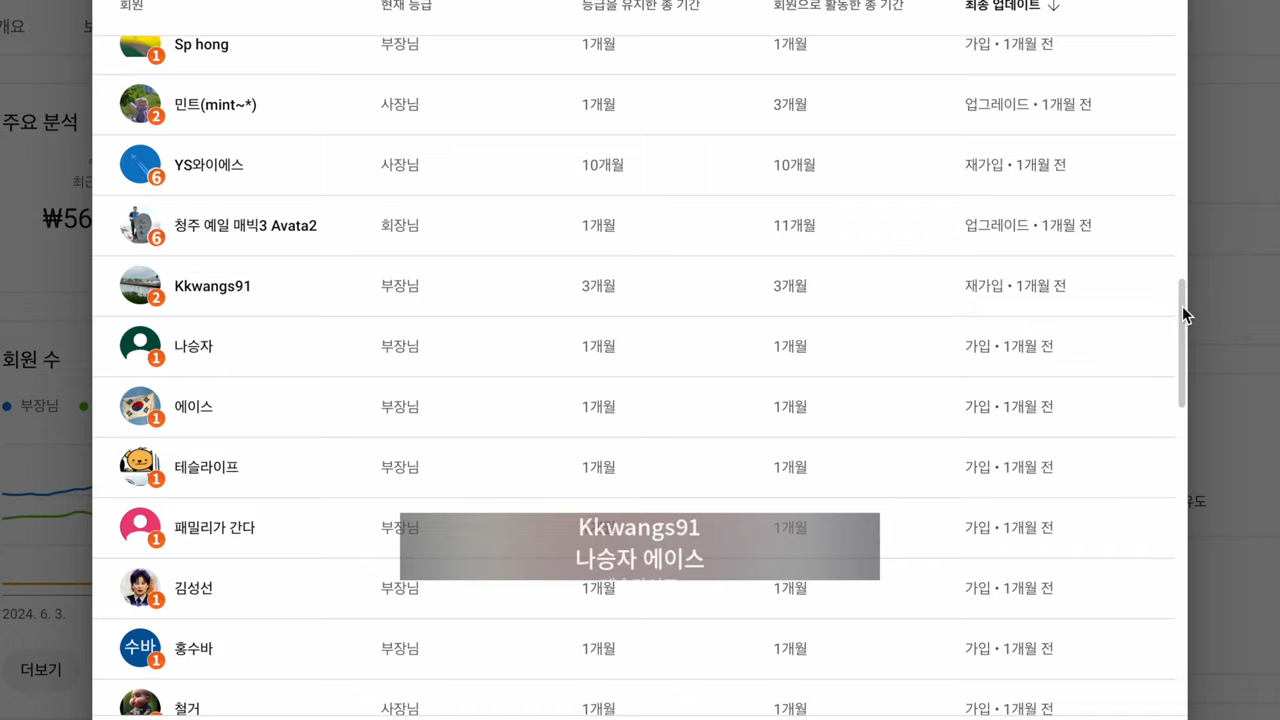 회원 현재 등급 등급을 유지한 총 기간 회원으로 활동한 총 기간 최종 업데이트
개요
Sp hong 부장님 1개월 1개월 가입 • 1개월 전
1
민트(mint~*) 사장님 1개월 3개월 업그레이드 • 1개월 전
2
주요 분석
YS와이에스 사장님 10개월 10개월 재가입 • 1개월 전
6
최근
₩56
청주 예일 매빅3 Avata2 회장님 1개월 11개월 업그레이드 • 1개월 전
6
Kkwangs91 부장님 3개월 3개월 재가입 • 1개월 전
2
나승자 부장님 1개월 1개월 가입 • 1개월 전
1
회원 수
부장님
에이스 부장님 1개월 1개월 가입 • 1개월 전
1
테슬라이프 부장님 1개월 1개월 가입 • 1개월 전
1
유도
패밀리가 간다 부장님 1개월 가입 • 1개월 전
1
Kkwangs91
나승자 에이스
김성선 부장님 1개월 1개월 가입 • 1개월 전
1
2024. 6. 3.
수바 홍수바 부장님 1개월 1개월 가입 • 1개월 전
1
더보기
철거 사장님 1개월 1개월 가입 • 1개월 전